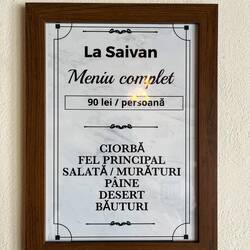 La Saivan
Meniu complet
90 lei / persoană
CIORBĂ
FEL PRINCIPAL
SALATĂ / MURĂTURI
PÂINE
DESERT
BĂUTURI